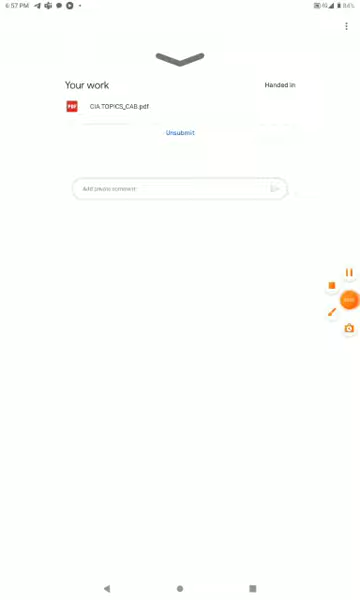 6:57 PM
84%
Your work
Handed in
PDF
CIA TOPICS_CAB.pdf
Unsubmit
Add private comment